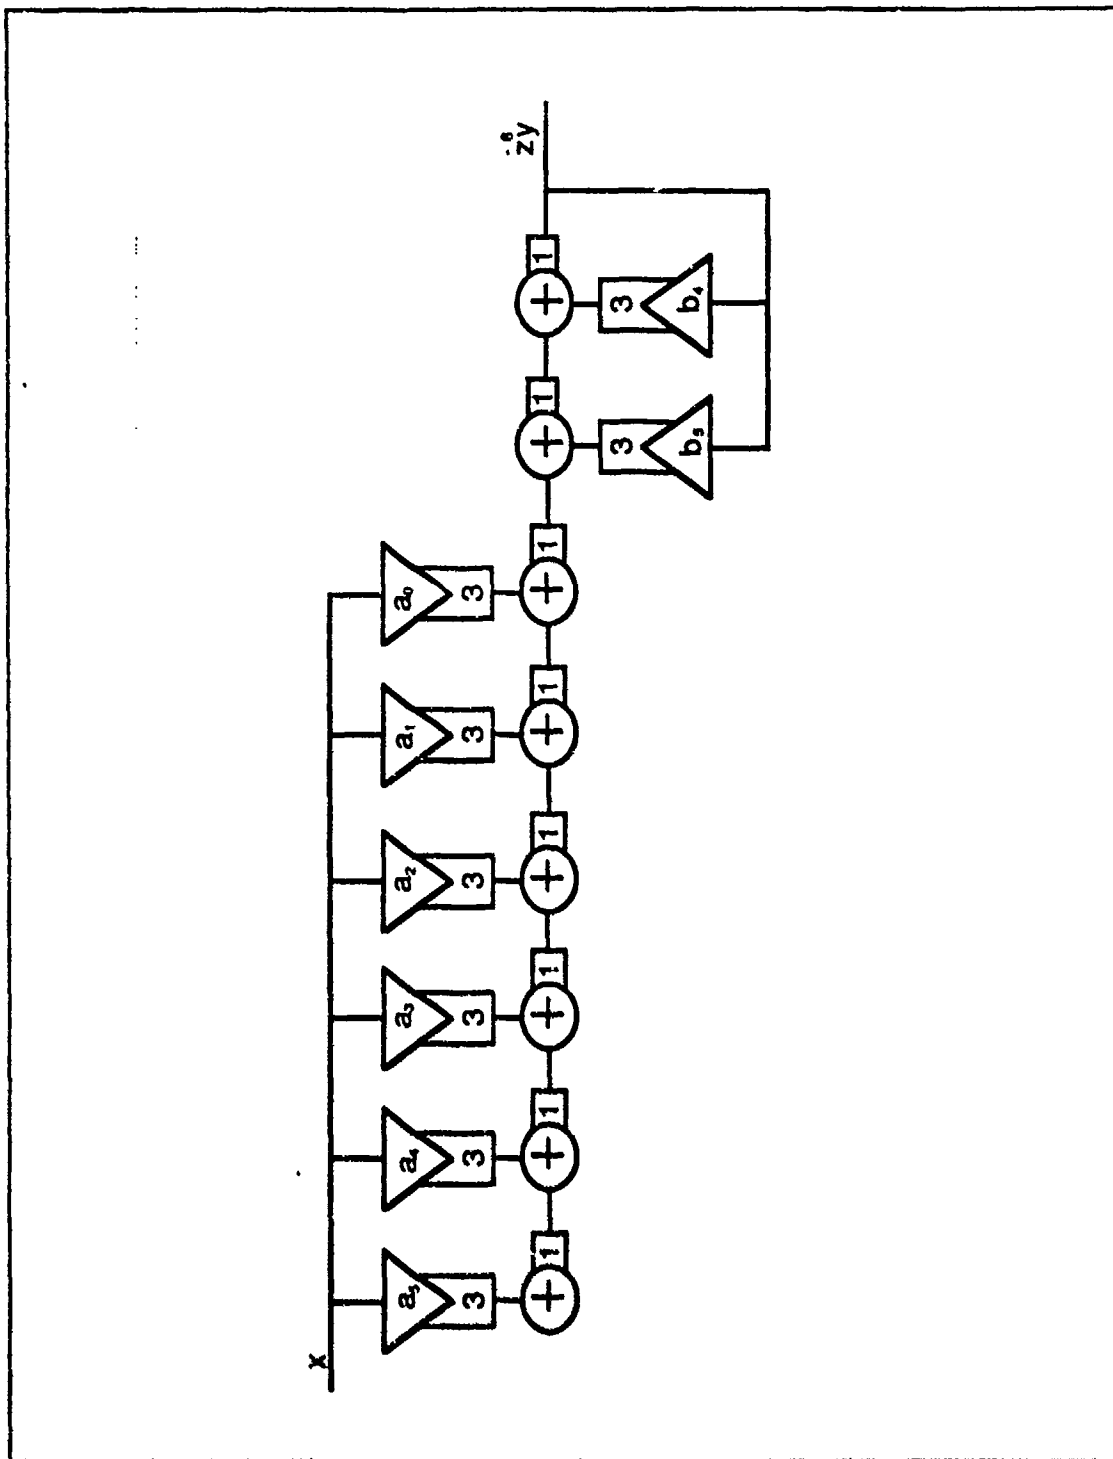 x
a₅ a₄ a₃ a₂ a₁ a₀
3 3 3 3 3 3
z⁻⁶y
+1 +1 +1 +1 +1 +1 +1 +1
3 3
b₅ b₄